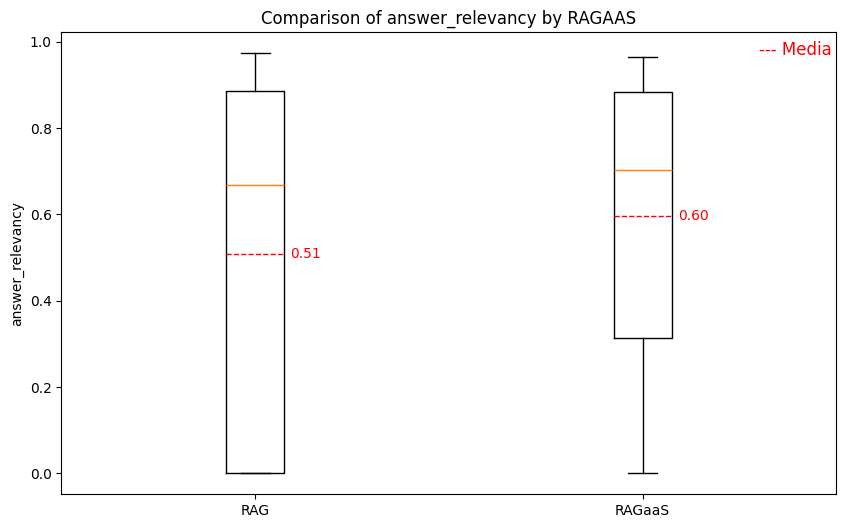 Comparison of answer_relevancy by RAGAAS
--- Media
answer_relevancy
1.0
0.8
0.6
0.4
0.2
0.0
0.51
0.60
RAG
RAGaaS